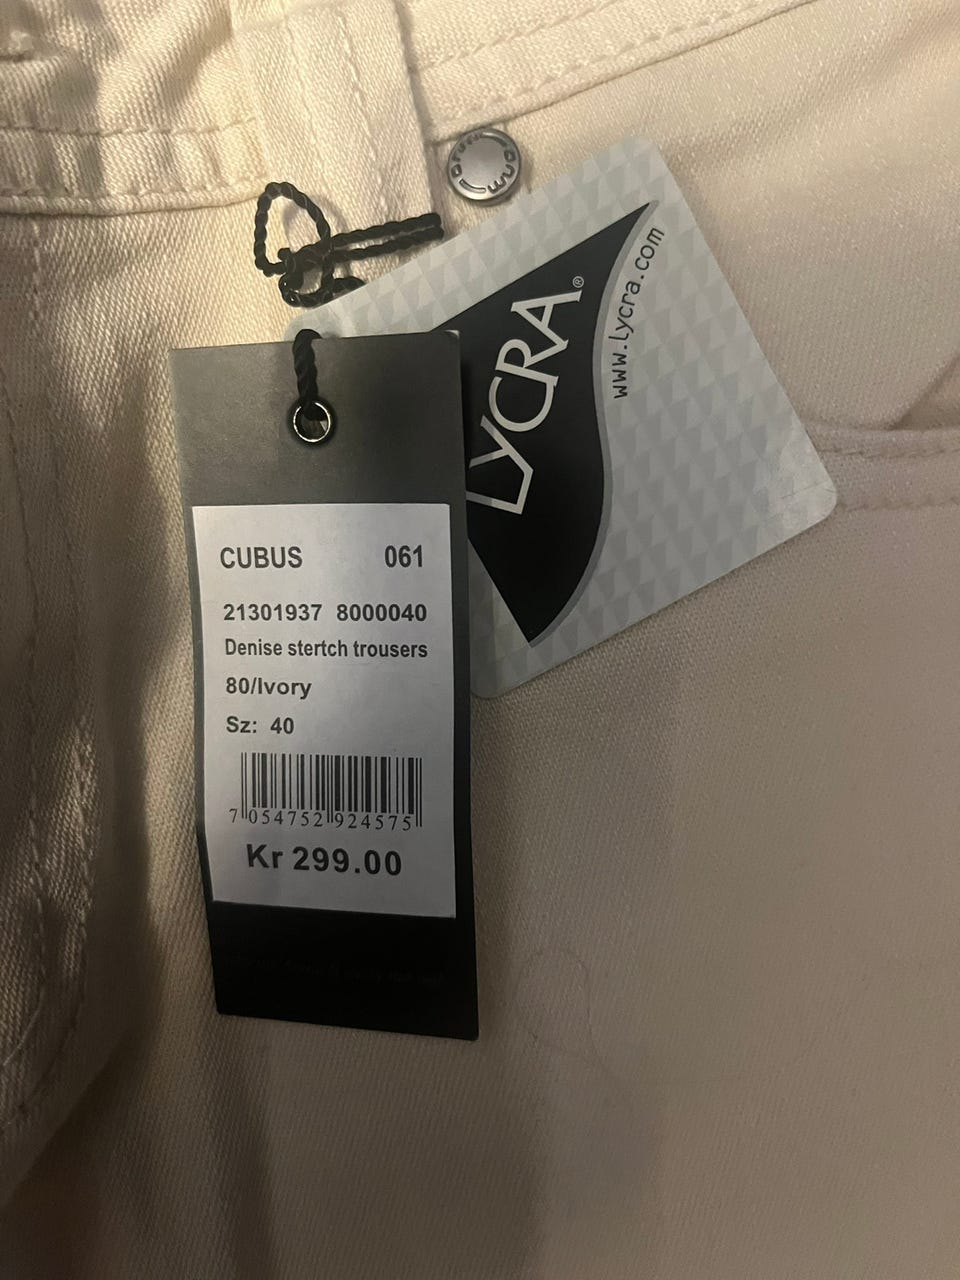 LYCRA®
www.lycra.com
CUBUS 061
21301937 8000040
Denise stertch trousers
80/Ivory
Sz: 40
7 054752 924575
Kr 299.00